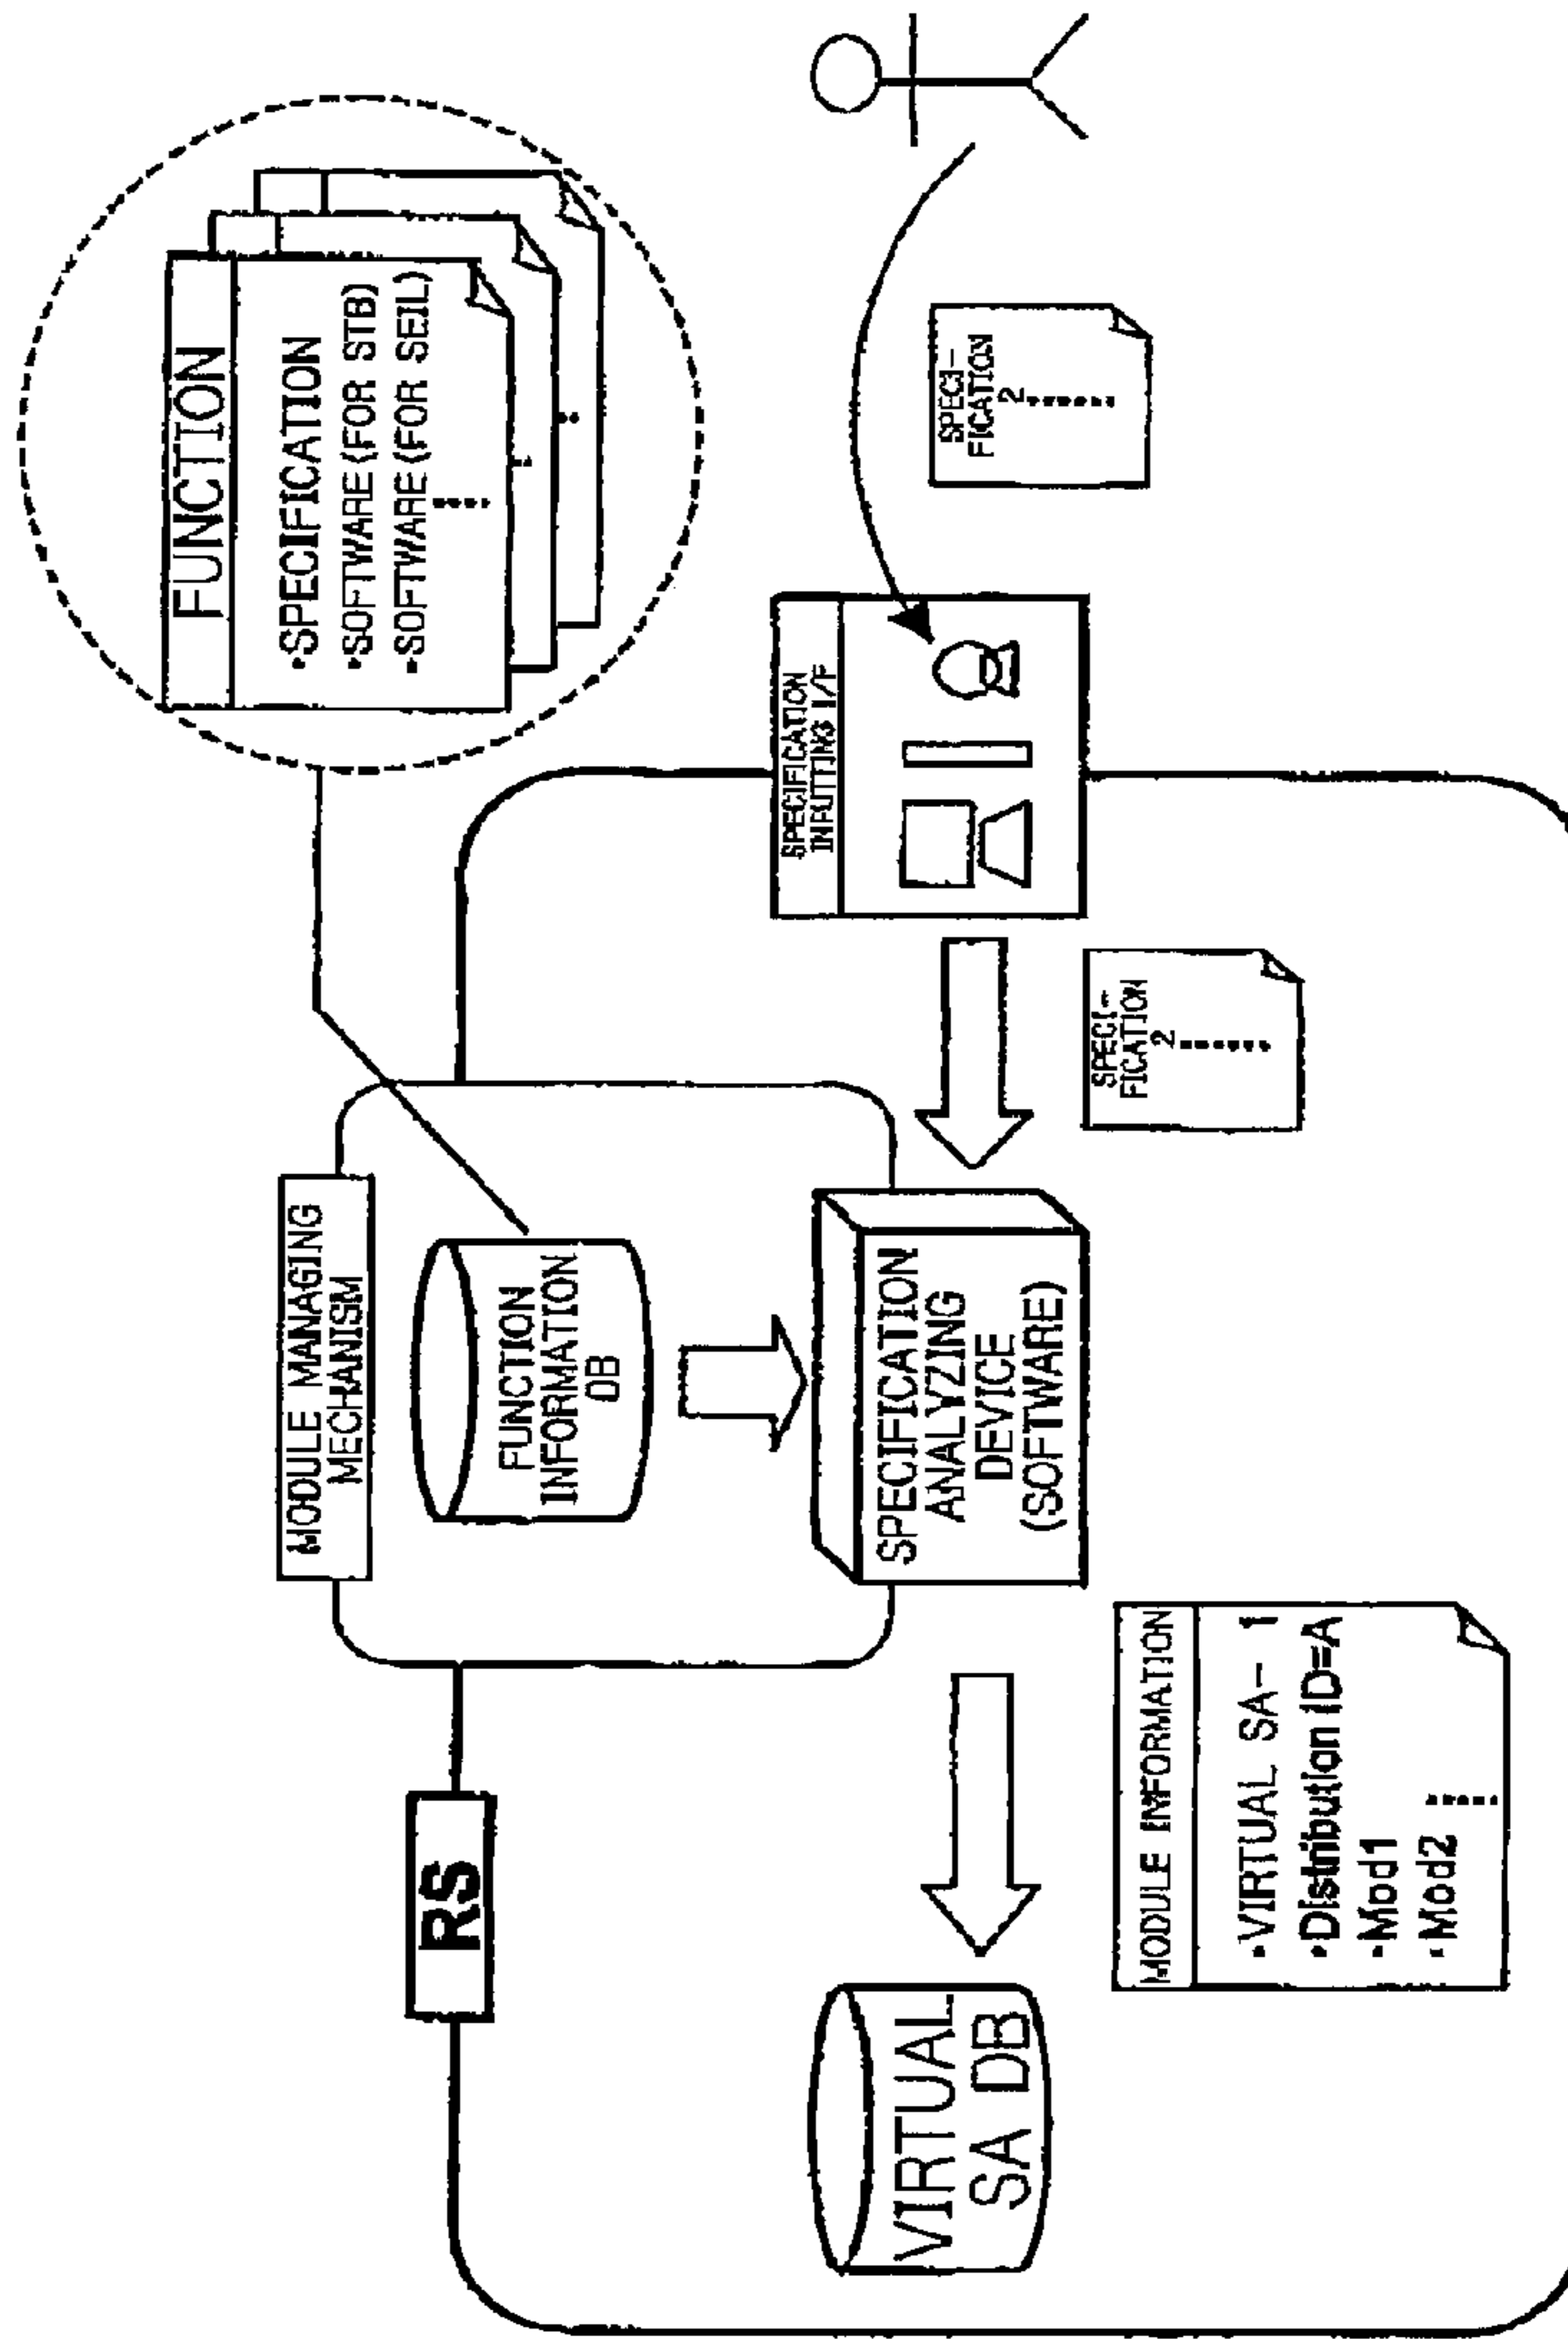 RS
MODULE MANAGING
MECHANISM
FUNCTION
•SPECIFICATION
•SOFTWARE(FOR STB)
•SOFTWARE(FOR SEIL)
FUNCTION
INFORMATION
DB
VIRTUAL
SA DB
SPECIFICATION
ANALYZING
DEVICE
(SOFTWARE)
SPECIFICATION
INPUTTING I/F
SPECI-
FICATION
2
SPECI-
FICATION
2
MODULE INFORMATION
•VIRTUAL SA- 1
•Distribution ID=A
•Mod1
•Mod2